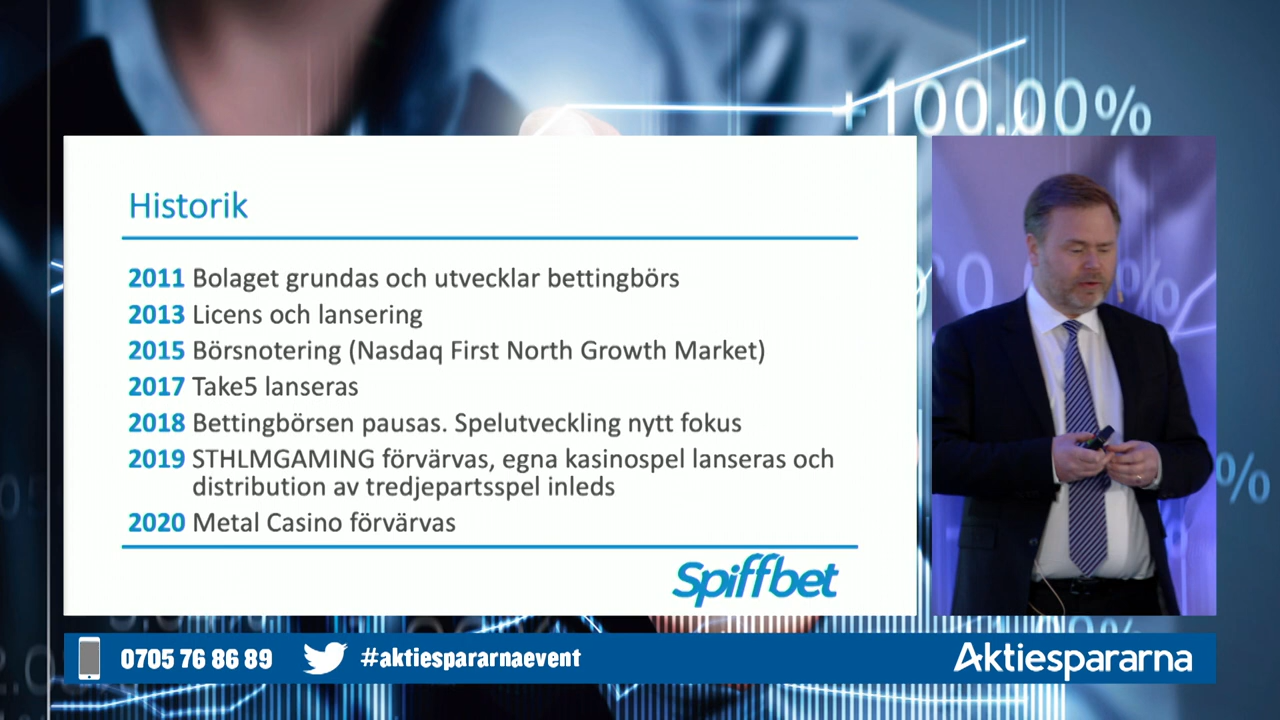 +100.00%
Historik
2011 Bolaget grundas och utvecklar bettingbörs
2013 Licens och lansering
2015 Börsnotering (Nasdaq First North Growth Market)
2017 Take5 lanseras
2018 Bettingbörsen pausas. Spelutveckling nytt fokus
2019 STHLMGAMING förvärvas, egna kasinospel lanseras och
distribution av tredjepartsspel inleds
2020 Metal Casino förvärvas
Spiffbet
0705 76 86 89
#aktiespararnaevent
Aktiespararna